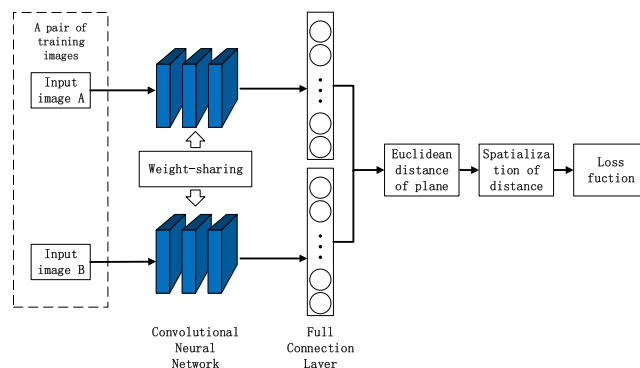 A pair of
training
images
Input
image A
Weight-sharing
Input
image B
Convolutional
Neural
Network
Full
Connection
Layer
Euclidean
distance
of plane
Spatializa
tion of
distance
Loss
fuction